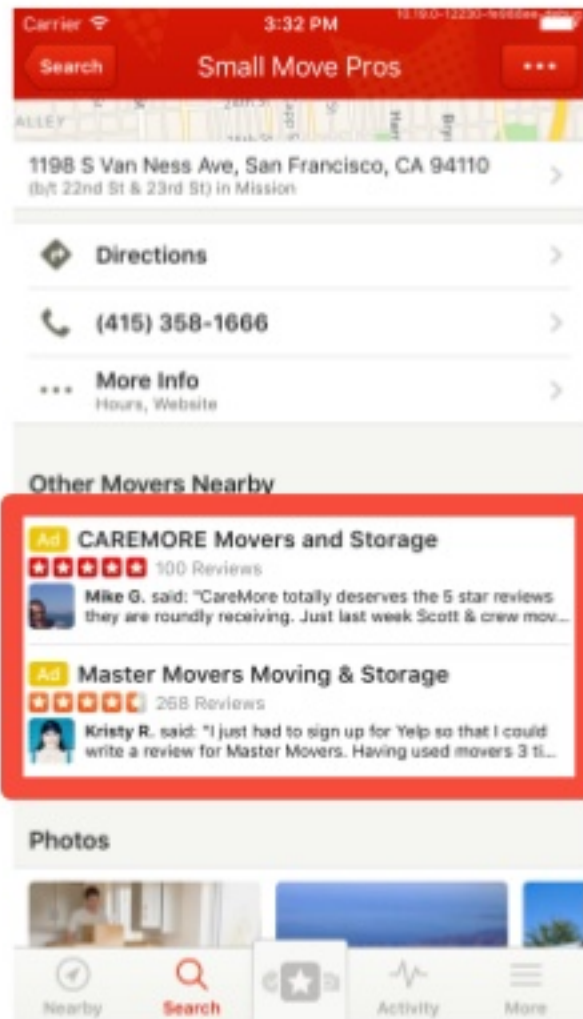 Carrier 3:32 PM
Search Small Move Pros
ALLEY
1198 S Van Ness Ave, San Francisco, CA 94110
(b/t 22nd St & 23rd St) in Mission
Directions
(415) 358-1666
More Info
Hours, Website
Other Movers Nearby
Ad CAREMORE Movers and Storage
100 Reviews
Mike G. said: "CareMore totally deserves the 5 star reviews
they are roundly receiving. Just last week Scott & crew mov...
Ad Master Movers Moving & Storage
268 Reviews
Kristy R. said: "I just had to sign up for Yelp so that I could
write a review for Master Movers. Having used movers 3 ti...
Photos
Nearby Search Activity More